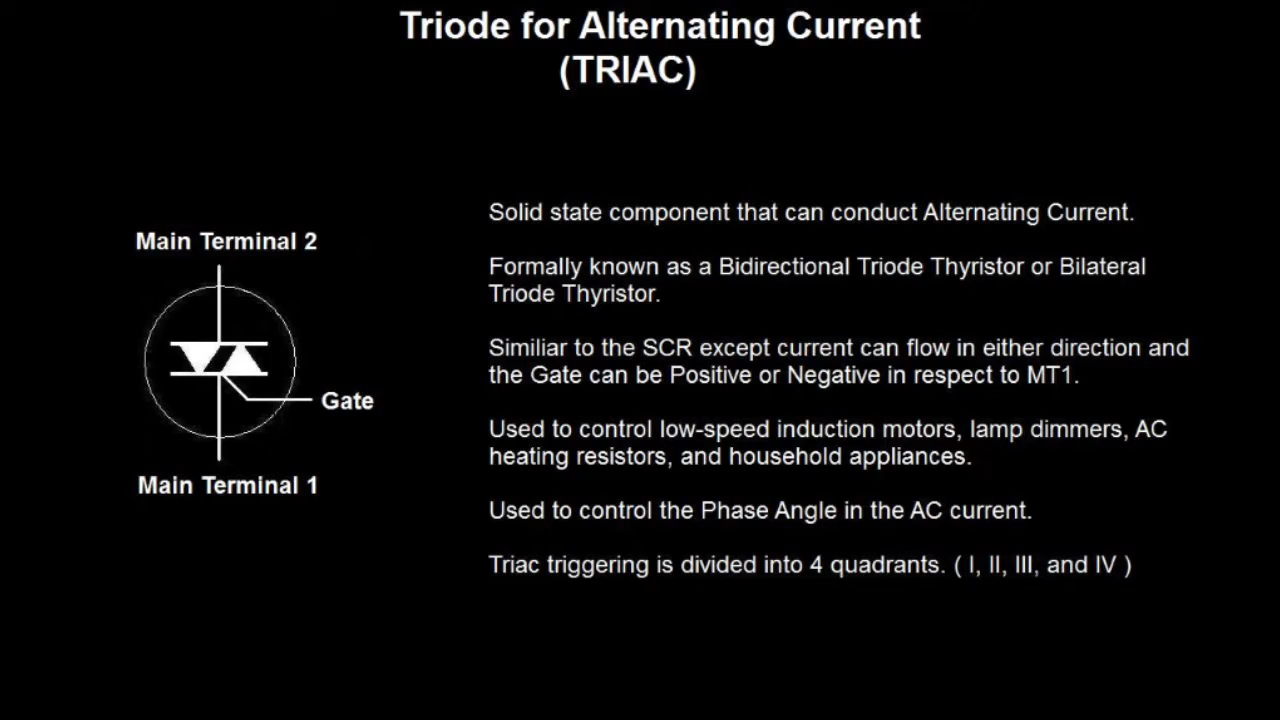 Triode for Alternating Current
(TRIAC)
Main Terminal 2
Gate
Main Terminal 1
Solid state component that can conduct Alternating Current.
Formally known as a Bidirectional Triode Thyristor or Bilateral
Triode Thyristor.
Similiar to the SCR except current can flow in either direction and
the Gate can be Positive or Negative in respect to MT1.
Used to control low-speed induction motors, lamp dimmers, AC
heating resistors, and household appliances.
Used to control the Phase Angle in the AC current.
Triac triggering is divided into 4 quadrants. ( I, II, III, and IV )